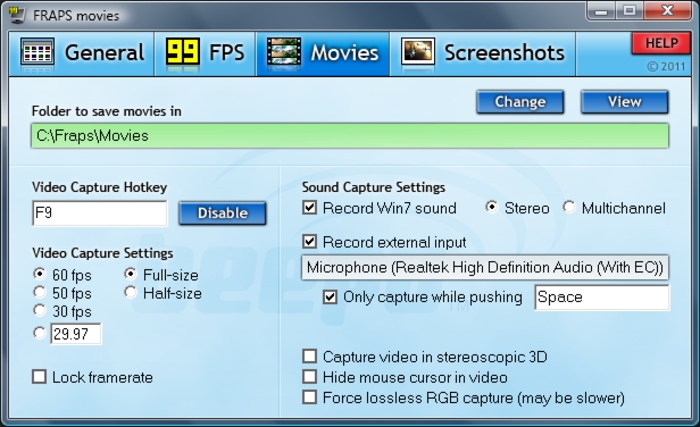 FRAPS movies
General
99 FPS
Movies
Screenshots
HELP
© 2011
Folder to save movies in
Change
View
C:\Fraps\Movies
Video Capture Hotkey
F9
Disable
Video Capture Settings
60 fps
Full-size
50 fps
Half-size
30 fps
29.97
Lock framerate
Sound Capture Settings
Record Win7 sound
Stereo
Multichannel
Record external input
Microphone (Realtek High Definition Audio (With EC))
Only capture while pushing
Space
Capture video in stereoscopic 3D
Hide mouse cursor in video
Force lossless RGB capture (may be slower)